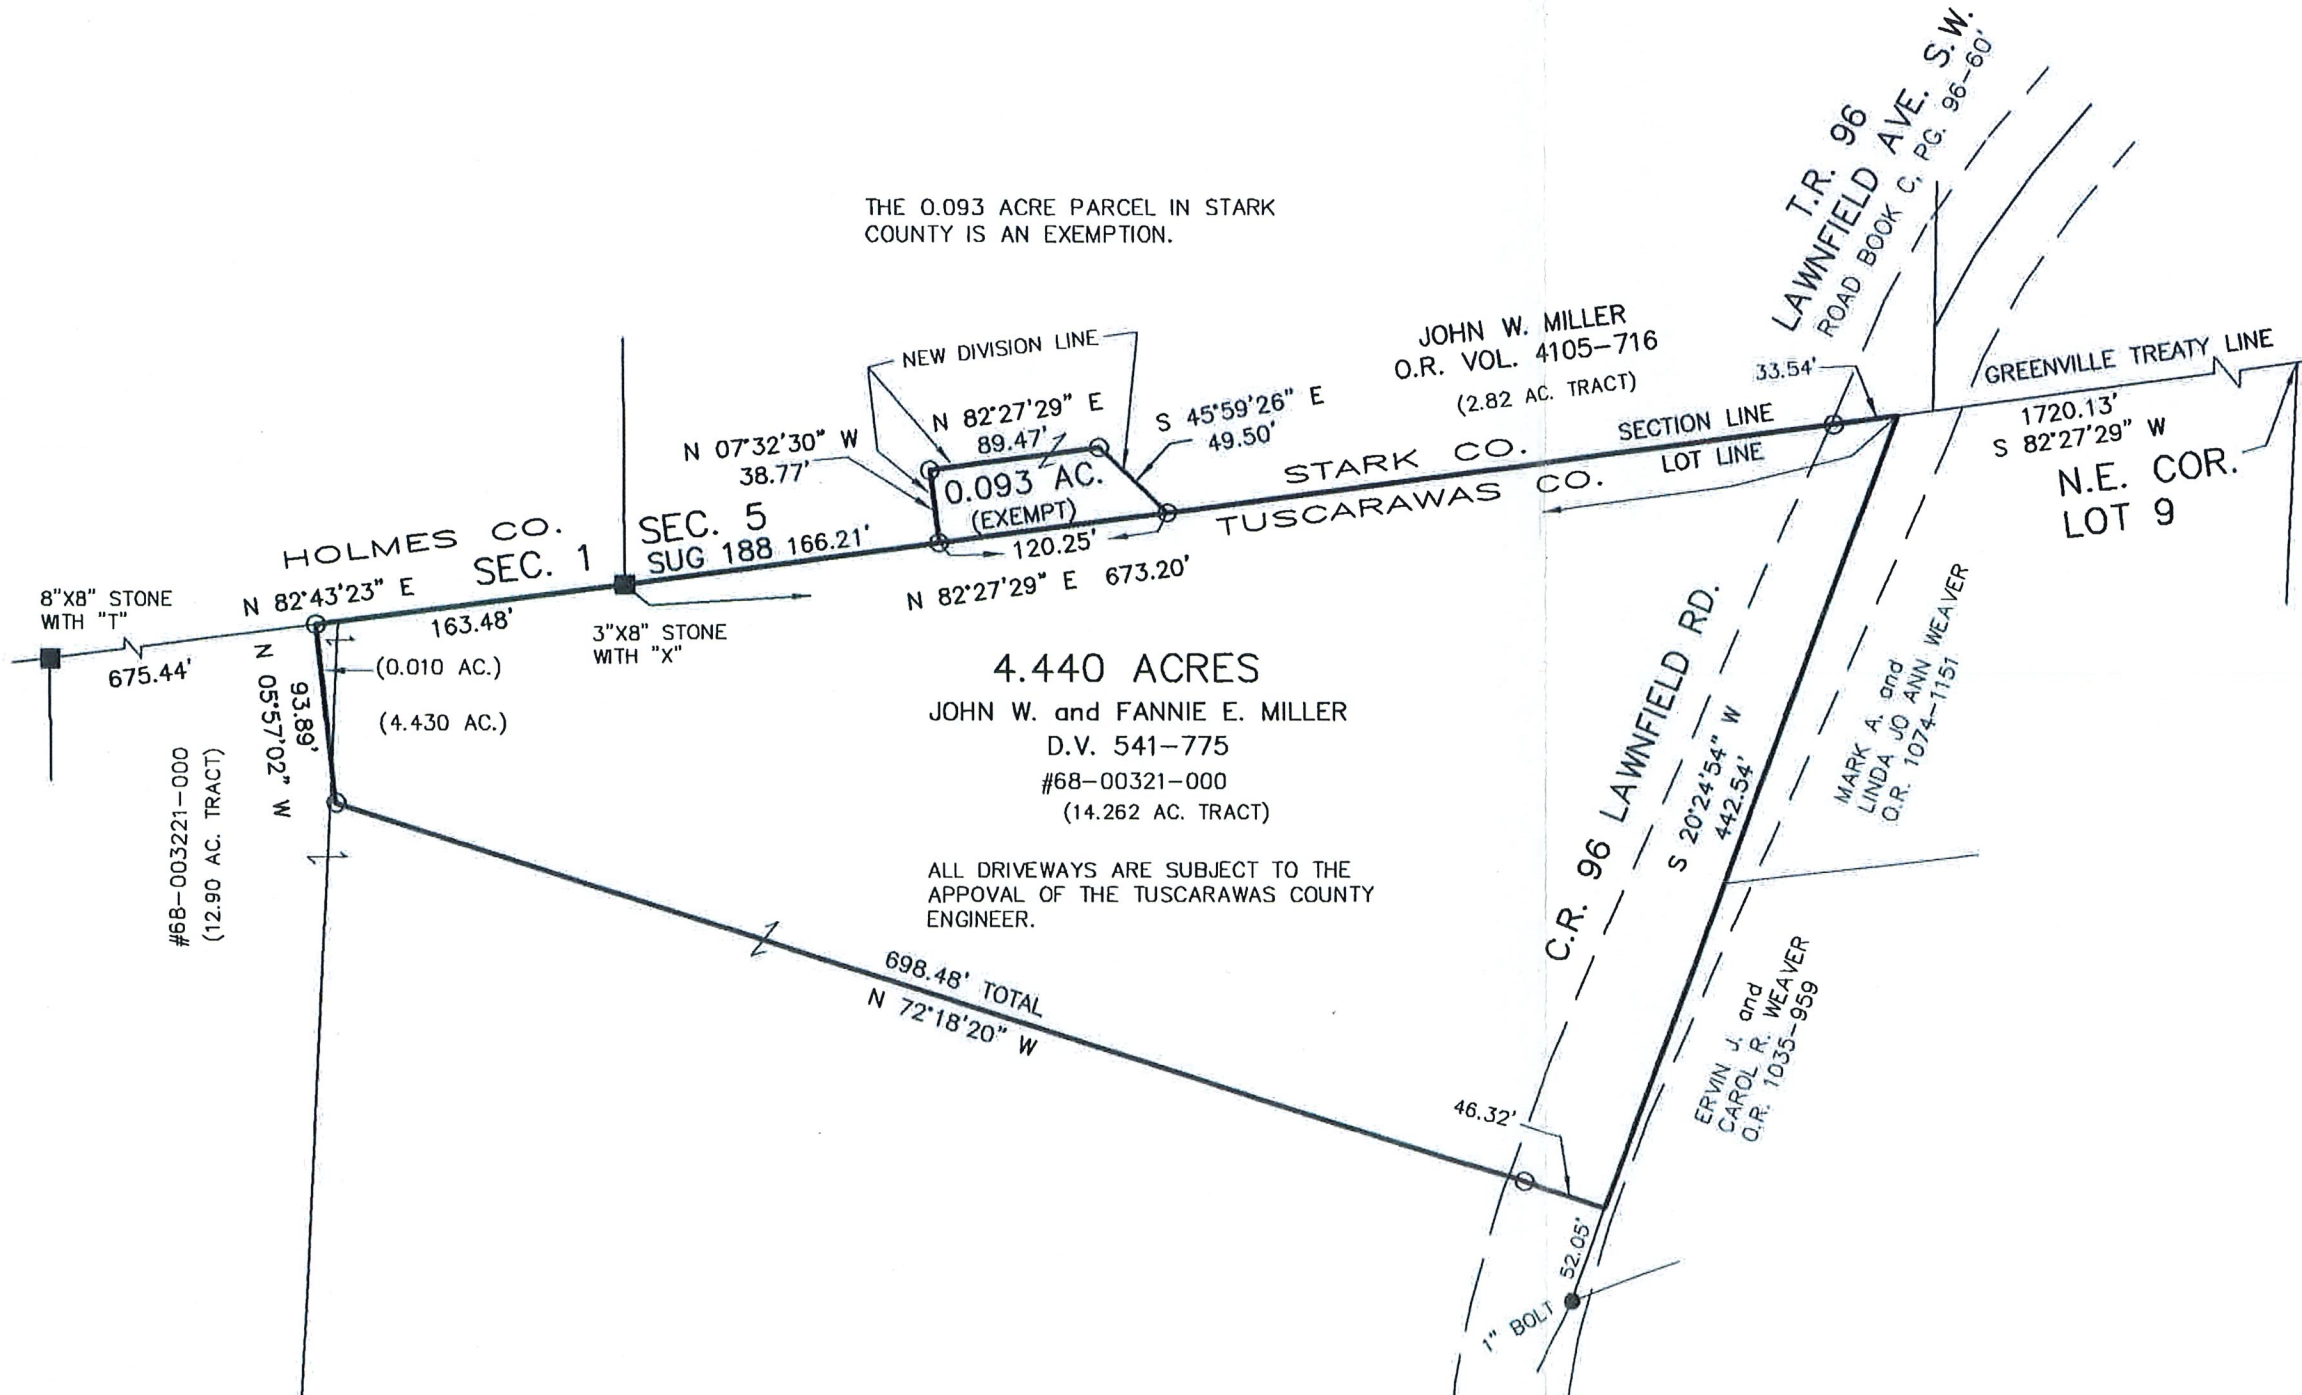 T.R. 96
LAWNFIELD AVE. S.W.
ROAD BOOK C, PG. 96-60'
THE 0.093 ACRE PARCEL IN STARK
COUNTY IS AN EXEMPTION.
NEW DIVISION LINE
JOHN W. MILLER
O.R. VOL. 4105-716
(2.82 AC. TRACT)
33.54'
GREENVILLE TREATY LINE
1720.13'
S 82°27'29" W
N.E. COR.
LOT 9
N 82°27'29" E
89.47'
S 45°59'26" E
49.50'
N 07°32'30" W
38.77'
SECTION LINE
LOT LINE
STARK CO.
TUSCARAWAS CO.
0.093 AC.
(EXEMPT)
HOLMES CO.
SEC. 1
SEC. 5
SUG 188 166.21'
120.25'
N 82°27'29" E 673.20'
8"X8" STONE
WITH "T"
675.44'
N 82°43'23" E
163.48'
3"X8" STONE
WITH "X"
(0.010 AC.)
(4.430 AC.)
N 05°57'02" W
93.89'
#68-003221-000
(12.90 AC. TRACT)
4.440 ACRES
JOHN W. and FANNIE E. MILLER
D.V. 541-775
#68-00321-000
(14.262 AC. TRACT)
ALL DRIVEWAYS ARE SUBJECT TO THE
APPOVAL OF THE TUSCARAWAS COUNTY
ENGINEER.
C.R. 96 LAWNFIELD RD.
S 20°24'54" W
442.54'
MARK A. and
LINDA JO ANN WEAVER
O.R. 1074-1151
ERVIN J. and
CAROL R. WEAVER
O.R. 1035-959
698.48' TOTAL
N 72°18'20" W
46.32'
52.05'
1" BOLT